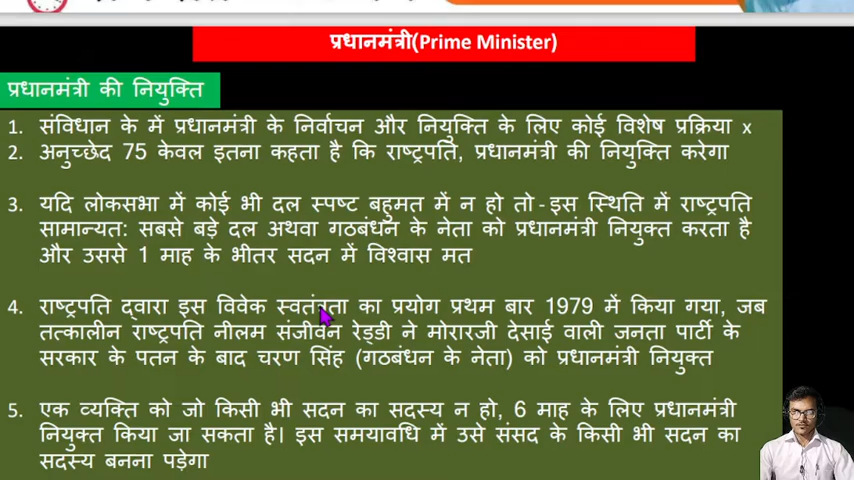 प्रधानमंत्री(Prime Minister)
प्रधानमंत्री की नियुक्ति
1. संविधान के में प्रधानमंत्री के निर्वाचन और नियुक्ति के लिए कोई विशेष प्रक्रिया x
2. अनुच्छेद 75 केवल इतना कहता है कि राष्ट्रपति, प्रधानमंत्री की नियुक्ति करेगा
3. यदि लोकसभा में कोई भी दल स्पष्ट बहुमत में न हो तो - इस स्थिति में राष्ट्रपति
सामान्यत: सबसे बड़े दल अथवा गठबंधन के नेता को प्रधानमंत्री नियुक्त करता है
और उससे 1 माह के भीतर सदन में विश्वास मत
4. राष्ट्रपति द्वारा इस विवेक स्वतंत्रता का प्रयोग प्रथम बार 1979 में किया गया, जब
तत्कालीन राष्ट्रपति नीलम संजीवन रेड्डी ने मोरारजी देसाई वाली जनता पार्टी के
सरकार के पतन के बाद चरण सिंह (गठबंधन के नेता) को प्रधानमंत्री नियुक्त
5. एक व्यक्ति को जो किसी भी सदन का सदस्य न हो, 6 माह के लिए प्रधानमंत्री
नियुक्त किया जा सकता है। इस समयावधि में उसे संसद के किसी भी सदन का
सदस्य बनना पड़ेगा